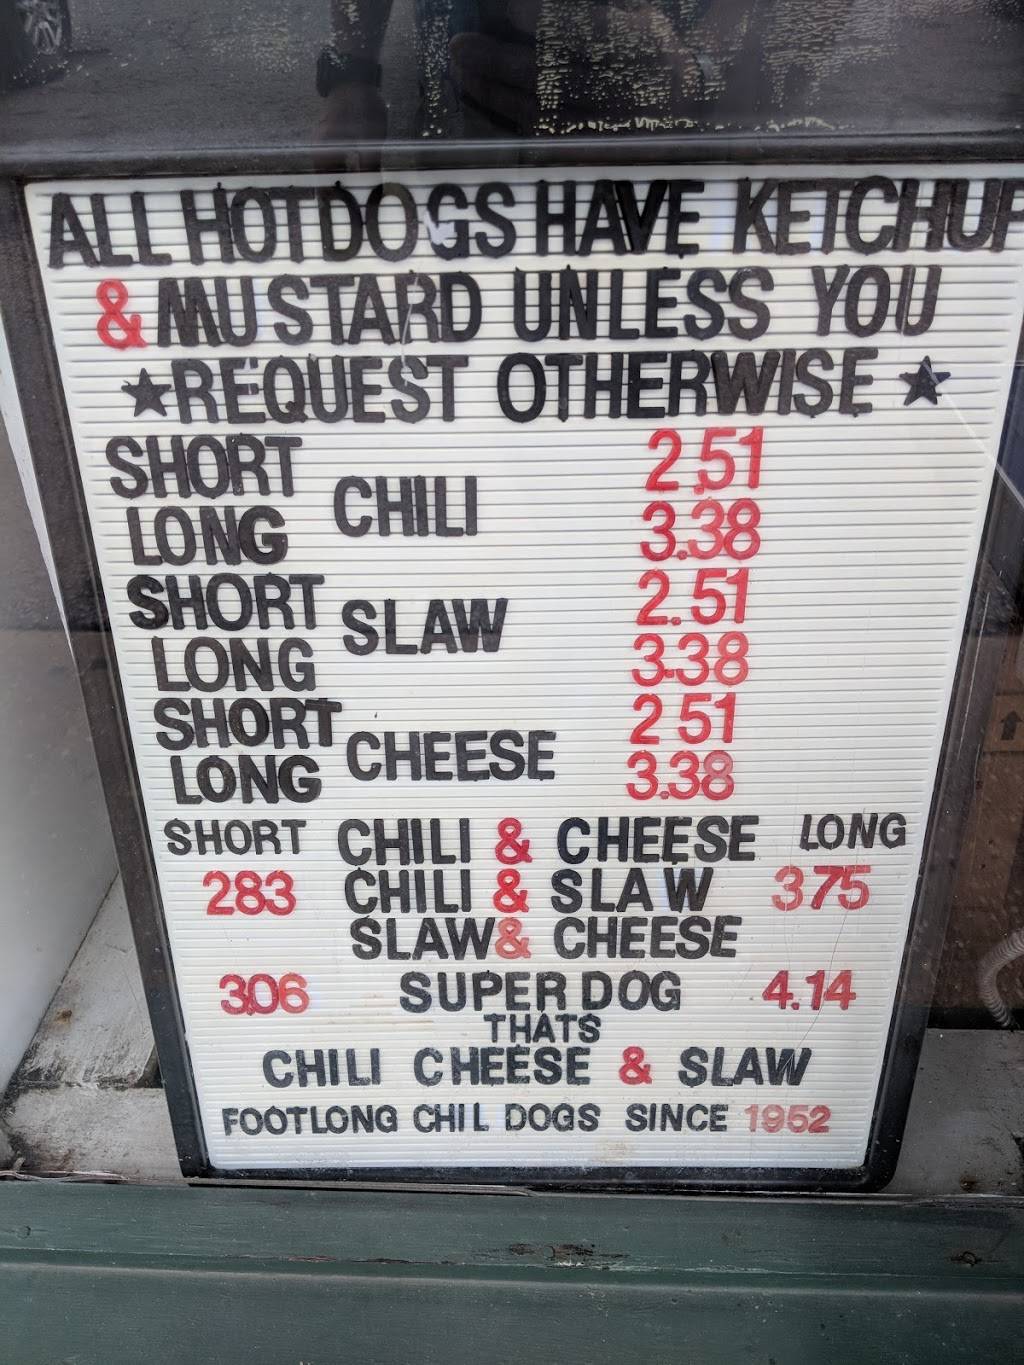 ALL HOTDOGS HAVE KETCHUP
& MUSTARD UNLESS YOU
★REQUEST OTHERWISE★
SHORT CHILI 2.51
LONG 3.38
SHORT SLAW 2.51
LONG 3.38
SHORT CHEESE 2 51
LONG 3.38
SHORT CHILI & CHEESE LONG
283 CHILI & SLAW 375
SLAW & CHEESE
3.06 SUPER DOG 4.14
THATS
CHILI CHEESE & SLAW
FOOTLONG CHIL DOGS SINCE 1952